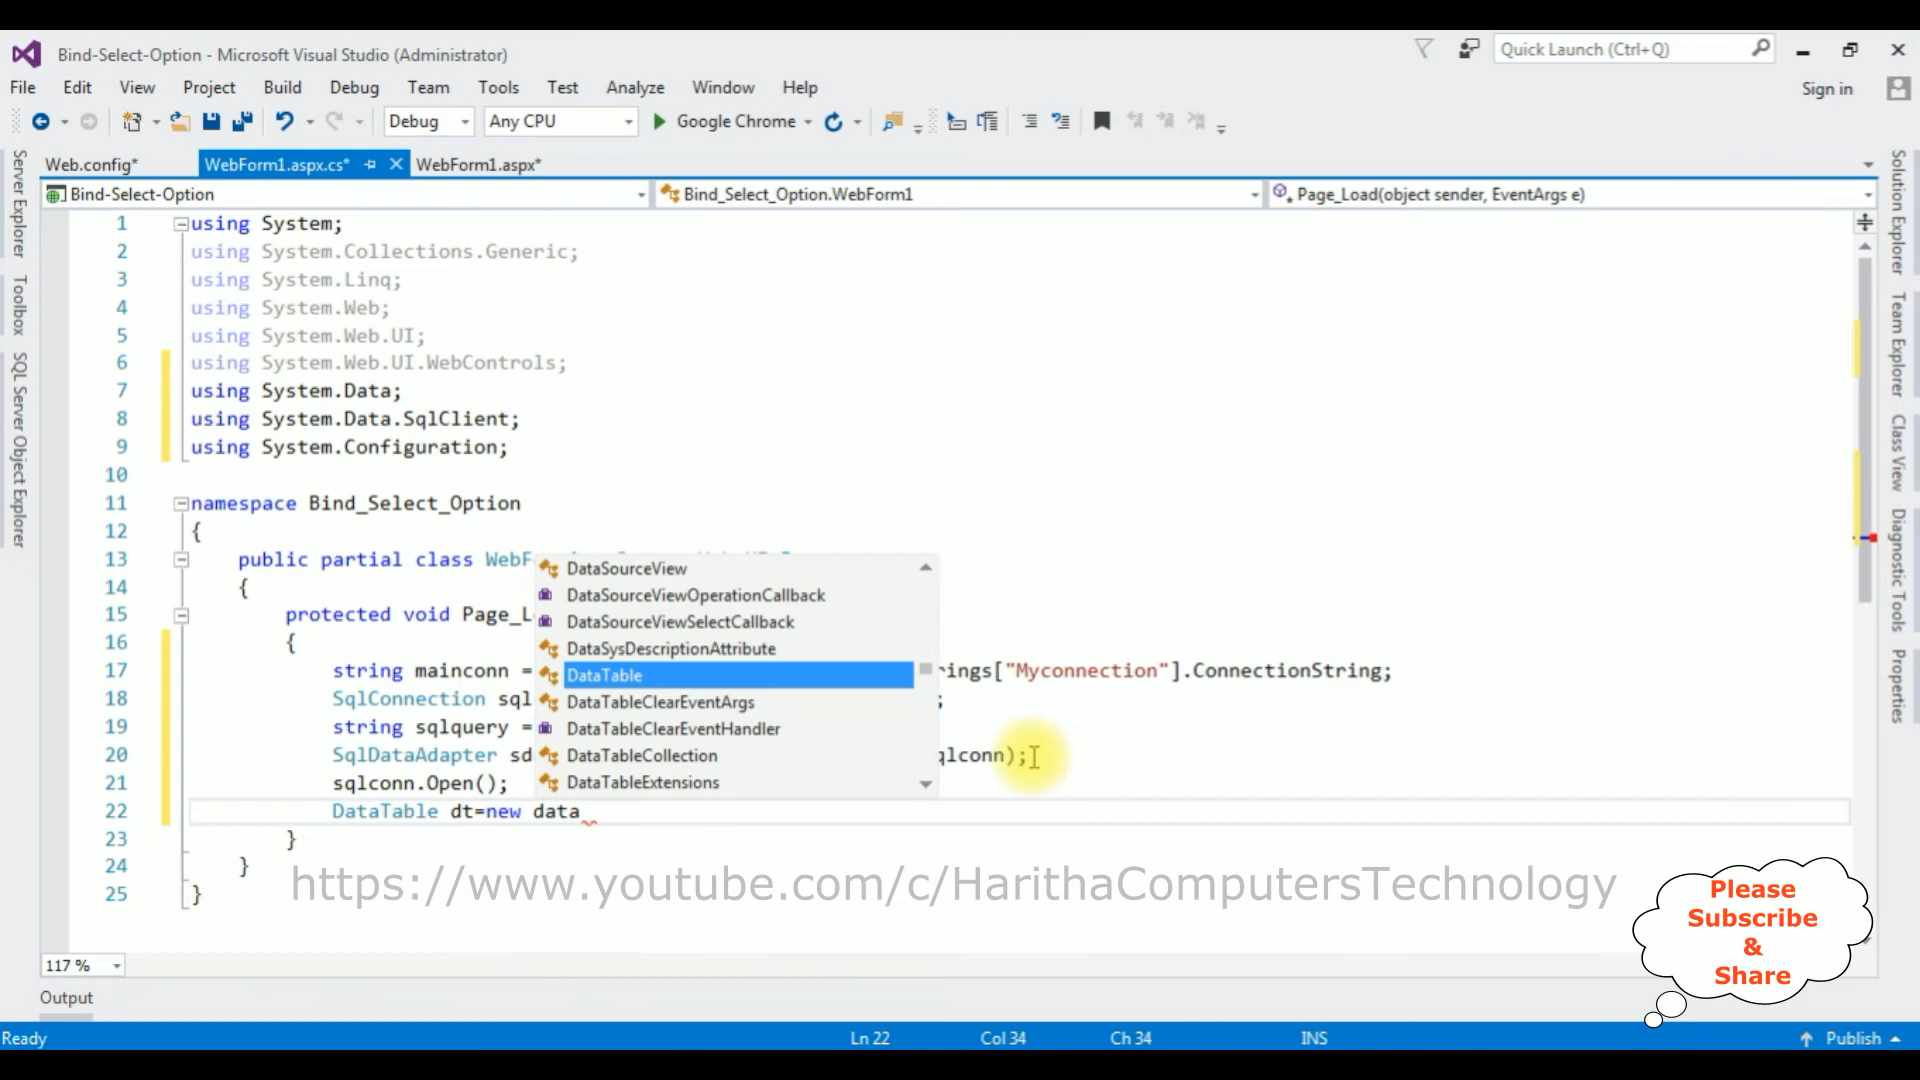 Bind-Select-Option - Microsoft Visual Studio (Administrator)
Quick Launch (Ctrl+Q)
File Edit View Project Build Debug Team Tools Test Analyze Window Help
Sign in
Debug Any CPU Google Chrome
Web.config* WebForm1.aspx.cs* WebForm1.aspx*
Bind-Select-Option Bind_Select_Option.WebForm1 Page_Load(object sender, EventArgs e)
Server Explorer
Toolbox
SQL Server Object Explorer
1 using System;
2 using System.Collections.Generic;
3 using System.Linq;
4 using System.Web;
5 using System.Web.UI;
6 using System.Web.UI.WebControls;
7 using System.Data;
8 using System.Data.SqlClient;
9 using System.Configuration;
10
11 namespace Bind_Select_Option
12 {
13 public partial class WebF
14 {
15 protected void Page_L
16 {
17 string mainconn = rings["Myconnection"].ConnectionString;
18 SqlConnection sql ;
19 string sqlquery =
20 SqlDataAdapter sd qlconn);
21 sqlconn.Open();
22 DataTable dt=new data
23 }
24 }
25 }
DataSourceView
DataSourceViewOperationCallback
DataSourceViewSelectCallback
DataSysDescriptionAttribute
DataTable
DataTableClearEventArgs
DataTableClearEventHandler
DataTableCollection
DataTableExtensions
Solution Explorer
Team Explorer
Class View
Diagnostic Tools
Properties
https://www.youtube.com/c/HarithaComputersTechnology
Please
Subscribe
&
Share
117 %
Output
Ready Ln 22 Col 34 Ch 34 INS Publish